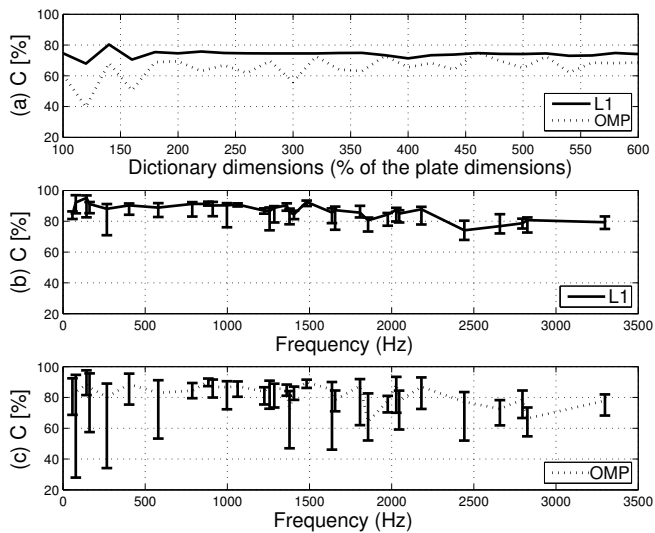 100
80
60
40
20
(a) C [%]
100 150 200 250 300 350 400 450 500 550 600
Dictionary dimensions (% of the plate dimensions)
L1
OMP
100
80
60
40
20
(b) C [%]
0 500 1000 1500 2000 2500 3000 3500
Frequency (Hz)
L1
100
80
60
40
20
(c) C [%]
0 500 1000 1500 2000 2500 3000 3500
Frequency (Hz)
OMP